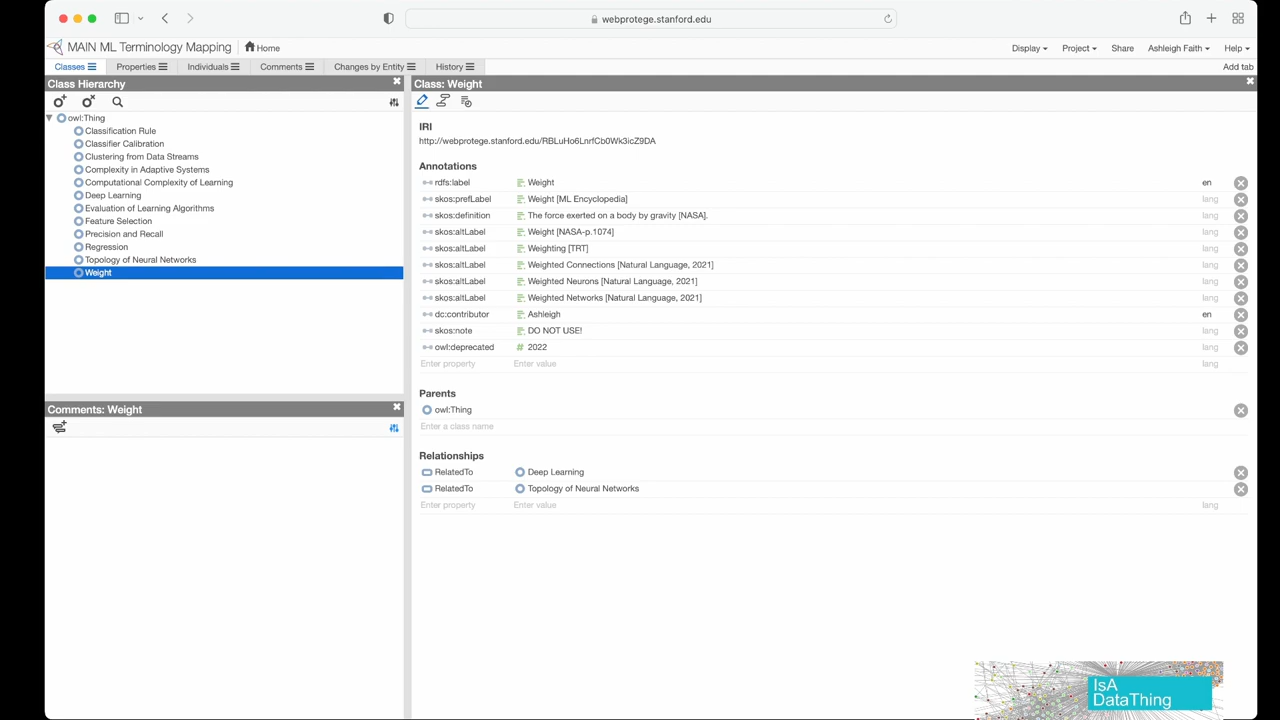 webprotege.stanford.edu
MAIN ML Terminology Mapping Home Display Project Share Ashleigh Faith Help
Classes Properties Individuals Comments Changes by Entity History Add tab
Class Hierarchy
owl:Thing
Classification Rule
Classifier Calibration
Clustering from Data Streams
Complexity in Adaptive Systems
Computational Complexity of Learning
Deep Learning
Evaluation of Learning Algorithms
Feature Selection
Precision and Recall
Regression
Topology of Neural Networks
Weight
Comments: Weight
Class: Weight
IRI
http://webprotege.stanford.edu/RBLuHo6LnrfCb0Wk3icZ9DA
Annotations
rdfs:label Weight en
skos:prefLabel Weight [ML Encyclopedia] lang
skos:definition The force exerted on a body by gravity [NASA]. lang
skos:altLabel Weight [NASA-p.1074] lang
skos:altLabel Weighting [TRT] lang
skos:altLabel Weighted Connections [Natural Language, 2021] lang
skos:altLabel Weighted Neurons [Natural Language, 2021] lang
skos:altLabel Weighted Networks [Natural Language, 2021] lang
dc:contributor Ashleigh en
skos:note DO NOT USE! lang
owl:deprecated # 2022 lang
Enter property Enter value lang
Parents
owl:Thing
Enter a class name
Relationships
RelatedTo Deep Learning
RelatedTo Topology of Neural Networks
Enter property Enter value lang
IsA
DataThing